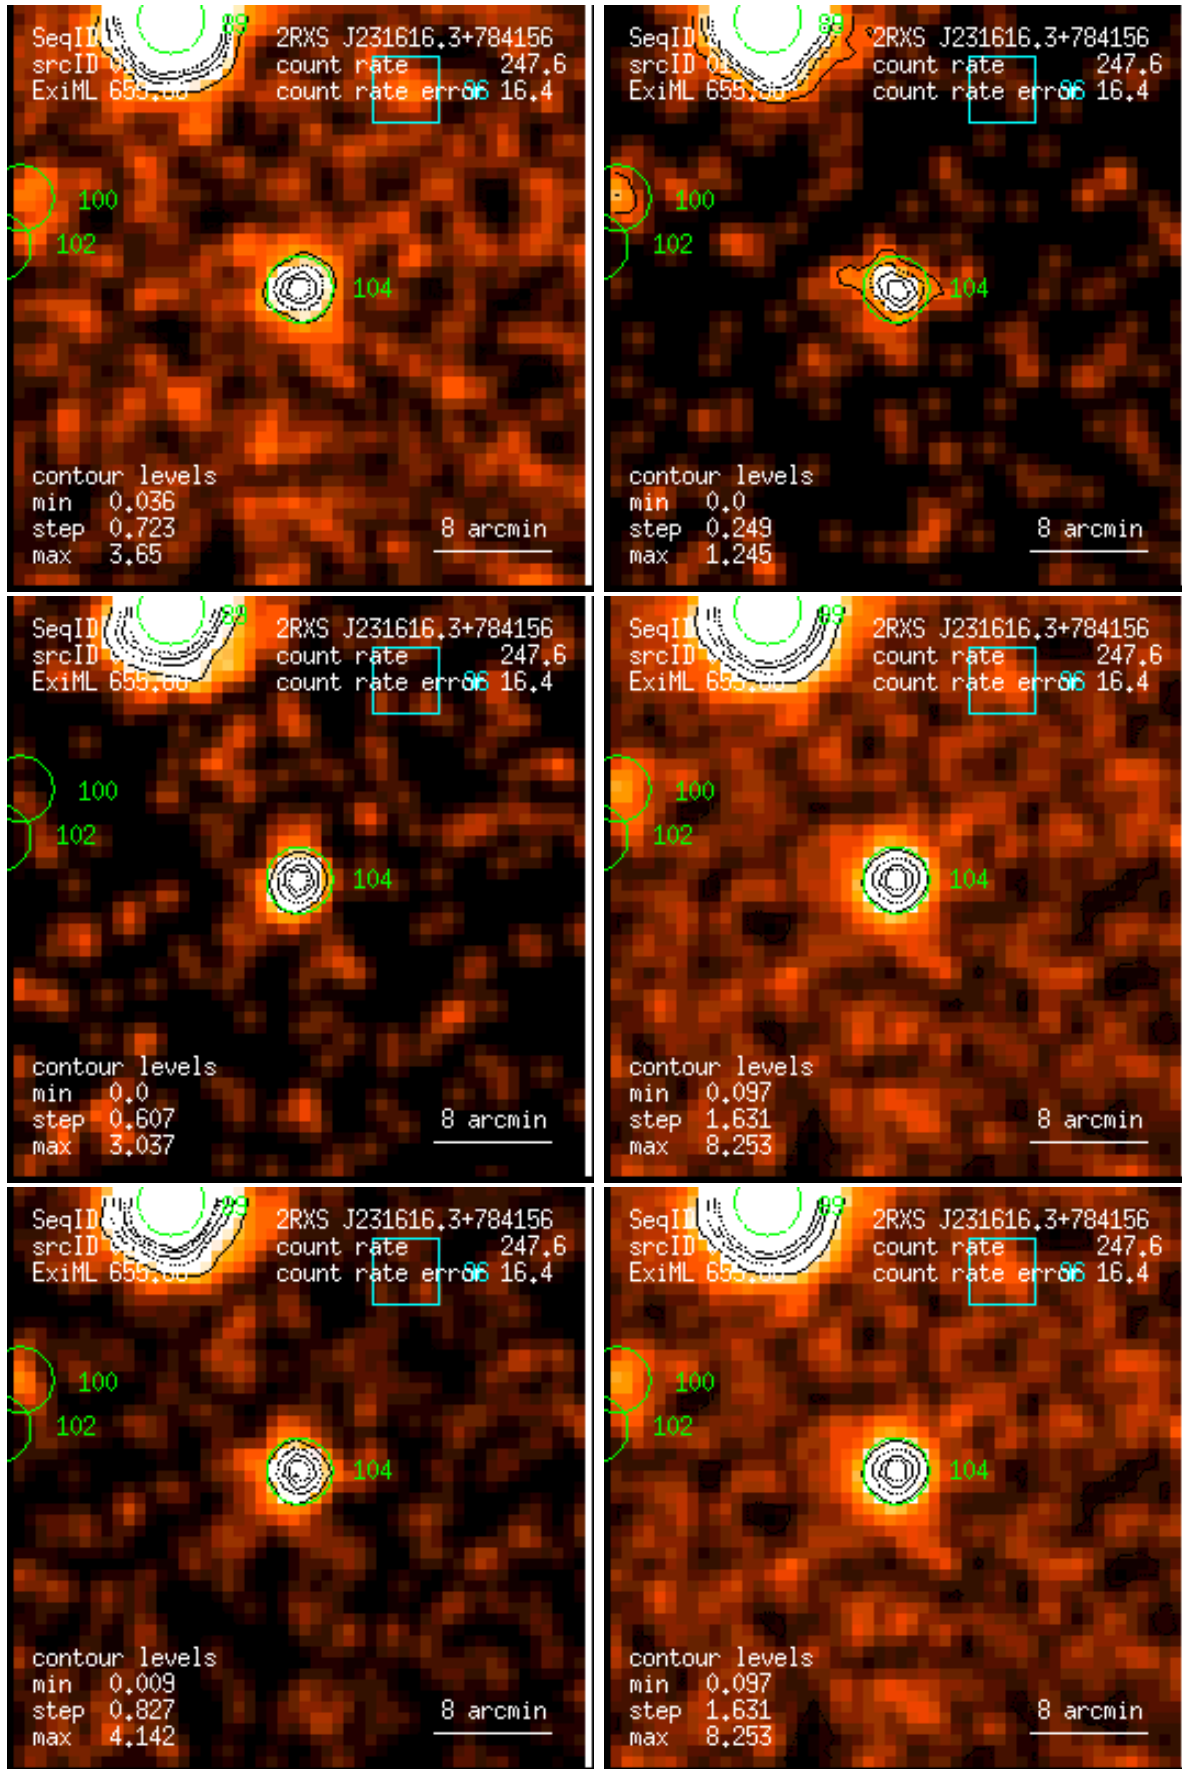 89
SeqID 2RXS J231616.3+784156
srcID count rate 247.6
ExiML 655. count rate error 96 16.4
100
102
104
contour levels
min 0.036
step 0.723 8 arcmin
max 3.65
89
SeqID 2RXS J231616.3+784156
srcID count rate 247.6
ExiML 655. count rate error 96 16.4
100
102
104
contour levels
min 0.0
step 0.249 8 arcmin
max 1.245
89
SeqID 2RXS J231616.3+784156
srcID count rate 247.6
ExiML 655. count rate error 96 16.4
100
102
104
contour levels
min 0.0
step 0.607 8 arcmin
max 3.037
89
SeqID 2RXS J231616.3+784156
srcID count rate 247.6
ExiML 655. count rate error 96 16.4
100
102
104
contour levels
min 0.097
step 1.631 8 arcmin
max 8.253
89
SeqID 2RXS J231616.3+784156
srcID count rate 247.6
ExiML 655. count rate error 96 16.4
100
102
104
contour levels
min 0.009
step 0.827 8 arcmin
max 4.142
89
SeqID 2RXS J231616.3+784156
srcID count rate 247.6
ExiML 655. count rate error 96 16.4
100
102
104
contour levels
min 0.097
step 1.631 8 arcmin
max 8.253